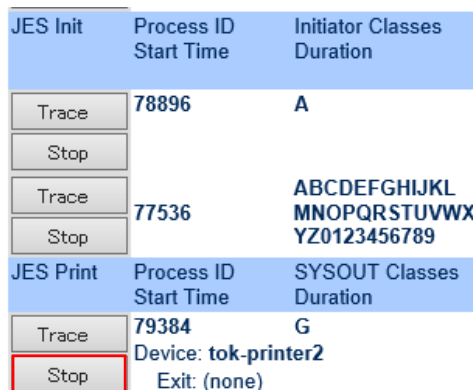 JES Init Process ID Initiator Classes
Start Time Duration
Trace 78896 A
Stop
Trace ABCDEFGHIJKL
77536 MNOPQRSTUVWX
Stop YZ0123456789
JES Print Process ID SYSOUT Classes
Start Time Duration
Trace 79384 G
Device: tok-printer2
Stop Exit: (none)